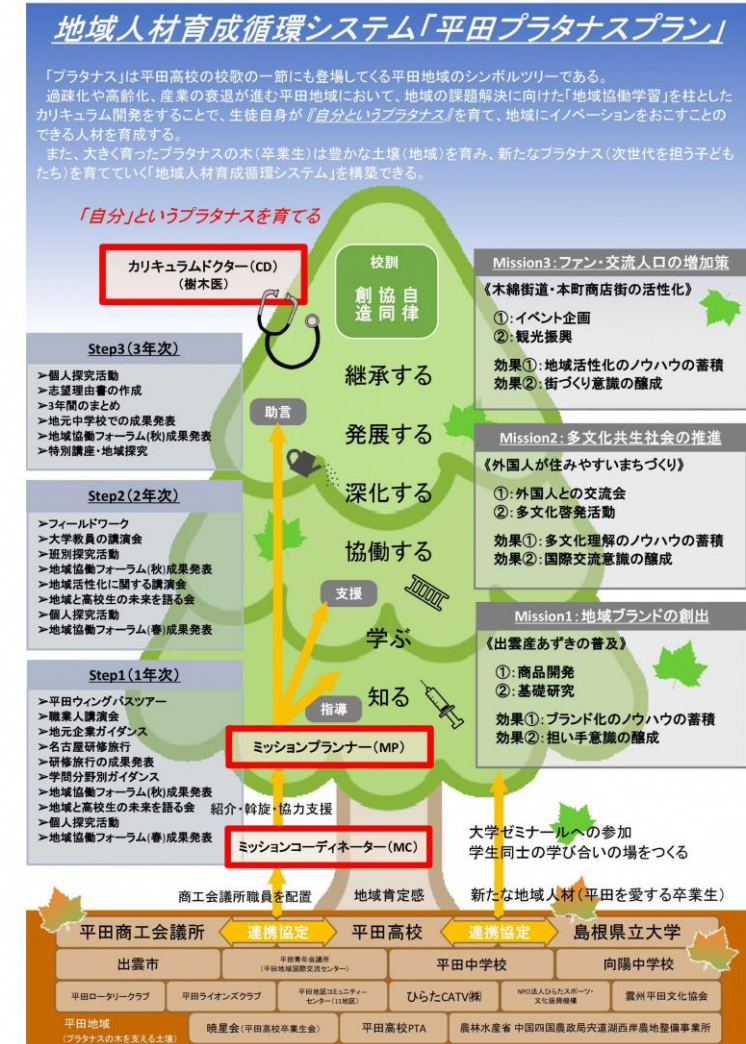 地域人材育成循環システム「平田プラタナスプラン」
「プラタナス」は平田高校の校歌の一節にも登場してくる平田地域のシンボルツリーである。
過疎化や高齢化、産業の衰退が進む平田地域において、地域の課題解決に向けた「地域協働学習」を柱とした
カリキュラム開発をすることで、生徒自身が『自分というプラタナス』を育て、地域にイノベーションをおこすことの
できる人材を育成する。
また、大きく育ったプラタナスの木（卒業生）は豊かな土壌（地域）を育み、新たなプラタナス（次世代を担う子ども
たち）を育てていく「地域人材育成循環システム」を構築できる。
「自分」というプラタナスを育てる
カリキュラムドクター（CD）
（樹木医）
校訓
自律
協同
創造
継承する
発展する
深化する
協働する
学ぶ
知る
助言
支援
指導
Step3（3年次）
➢個人探究活動
➢志望理由書の作成
➢3年間のまとめ
➢地元中学校での成果発表
➢地域協働フォーラム(秋)成果発表
➢特別講座・地域探究
Step2（2年次）
➢フィールドワーク
➢大学教員の講演会
➢班別探究活動
➢地域協働フォーラム(秋)成果発表
➢地域活性化に関する講演会
➢地域と高校生の未来を語る会
➢個人探究活動
➢地域協働フォーラム(春)成果発表
Step1（1年次）
➢平田ウィングバスツアー
➢職業人講演会
➢地元企業ガイダンス
➢名古屋研修旅行
➢研修旅行の成果発表
➢学問分野別ガイダンス
➢地域協働フォーラム(秋)成果発表
➢地域と高校生の未来を語る会
➢個人探究活動
➢地域協働フォーラム(春)成果発表
Mission3：ファン・交流人口の増加策
《木綿街道・本町商店街の活性化》
①：イベント企画
②：観光振興
効果①：地域活性化のノウハウの蓄積
効果②：街づくり意識の醸成
Mission2：多文化共生社会の推進
《外国人が住みやすいまちづくり》
①：外国人との交流会
②：多文化啓発活動
効果①：多文化理解のノウハウの蓄積
効果②：国際交流意識の醸成
Mission1：地域ブランドの創出
《出雲産あずきの普及》
①：商品開発
②：基礎研究
効果①：ブランド化のノウハウの蓄積
効果②：担い手意識の醸成
ミッションプランナー（MP）
紹介・斡旋・協力支援
ミッションコーディネーター（MC）
大学ゼミナールへの参加
学生同士の学び合いの場をつくる
商工会議所職員を配置
地域肯定感
新たな地域人材（平田を愛する卒業生）
平田商工会議所
連携協定
平田高校
連携協定
島根県立大学
出雲市
平田青年会議所
（平田地域国際交流センター）
平田中学校
向陽中学校
平田ロータリークラブ
平田ライオンズクラブ
平田地区コミュニティー
センター（11地区）
ひらたCATV㈱
NPO法人ひらたスポーツ・
文化振興機構
雲州平田文化協会
平田地域
（プラタナスの木を支える土壌）
暁星会（平田高校卒業生会）
平田高校PTA
農林水産省 中国四国農政局宍道湖西岸農地整備事業所